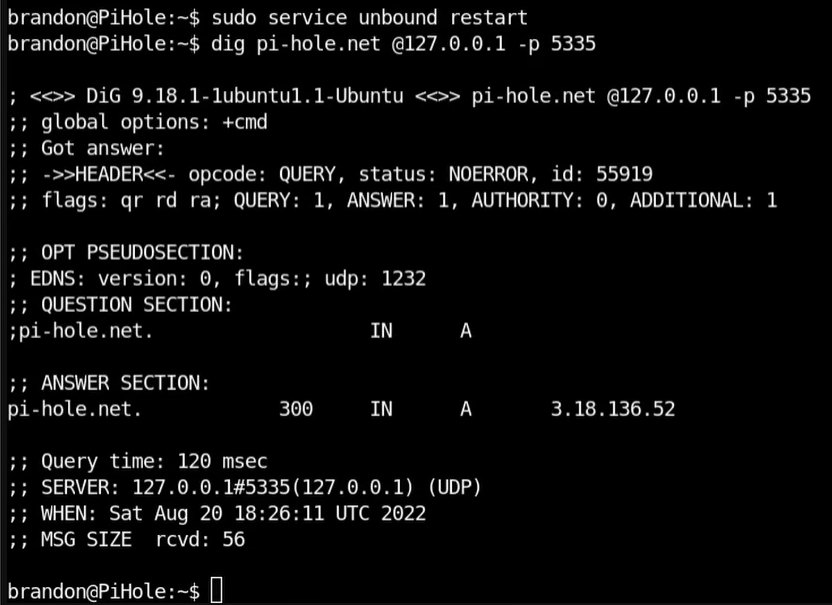 brandon@PiHole:~$ sudo service unbound restart
brandon@PiHole:~$ dig pi-hole.net @127.0.0.1 -p 5335
; <<>> DiG 9.18.1-1ubuntu1.1-Ubuntu <<>> pi-hole.net @127.0.0.1 -p 5335
;; global options: +cmd
;; Got answer:
;; ->>HEADER<<- opcode: QUERY, status: NOERROR, id: 55919
;; flags: qr rd ra; QUERY: 1, ANSWER: 1, AUTHORITY: 0, ADDITIONAL: 1
;; OPT PSEUDOSECTION:
; EDNS: version: 0, flags:; udp: 1232
;; QUESTION SECTION:
;pi-hole.net. IN A
;; ANSWER SECTION:
pi-hole.net. 300 IN A 3.18.136.52
;; Query time: 120 msec
;; SERVER: 127.0.0.1#5335(127.0.0.1) (UDP)
;; WHEN: Sat Aug 20 18:26:11 UTC 2022
;; MSG SIZE rcvd: 56
brandon@PiHole:~$